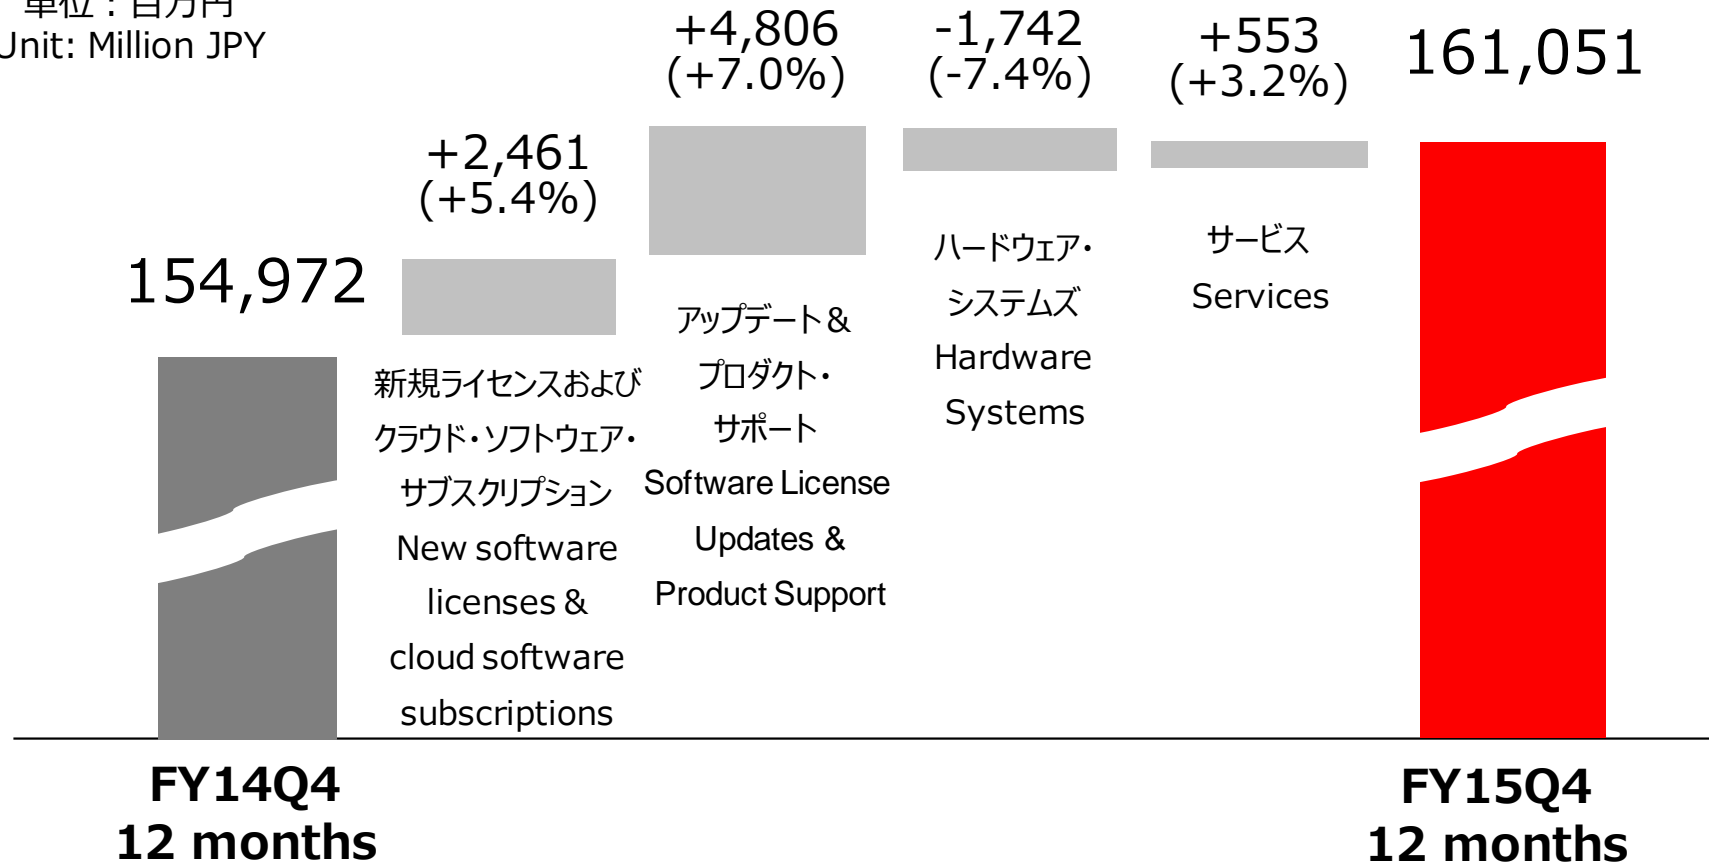 単位：百万円
Unit: Million JPY
154,972
+2,461
(+5.4%)
+4,806
(+7.0%)
-1,742
(-7.4%)
+553
(+3.2%)
161,051
新規ライセンスおよび
クラウド・ソフトウェア・
サブスクリプション
New software
licenses &
cloud software
subscriptions
アップデート&
プロダクト・
サポート
Software License
Updates &
Product Support
ハードウェア・
システムズ
Hardware
Systems
サービス
Services
FY14Q4
12 months
FY15Q4
12 months